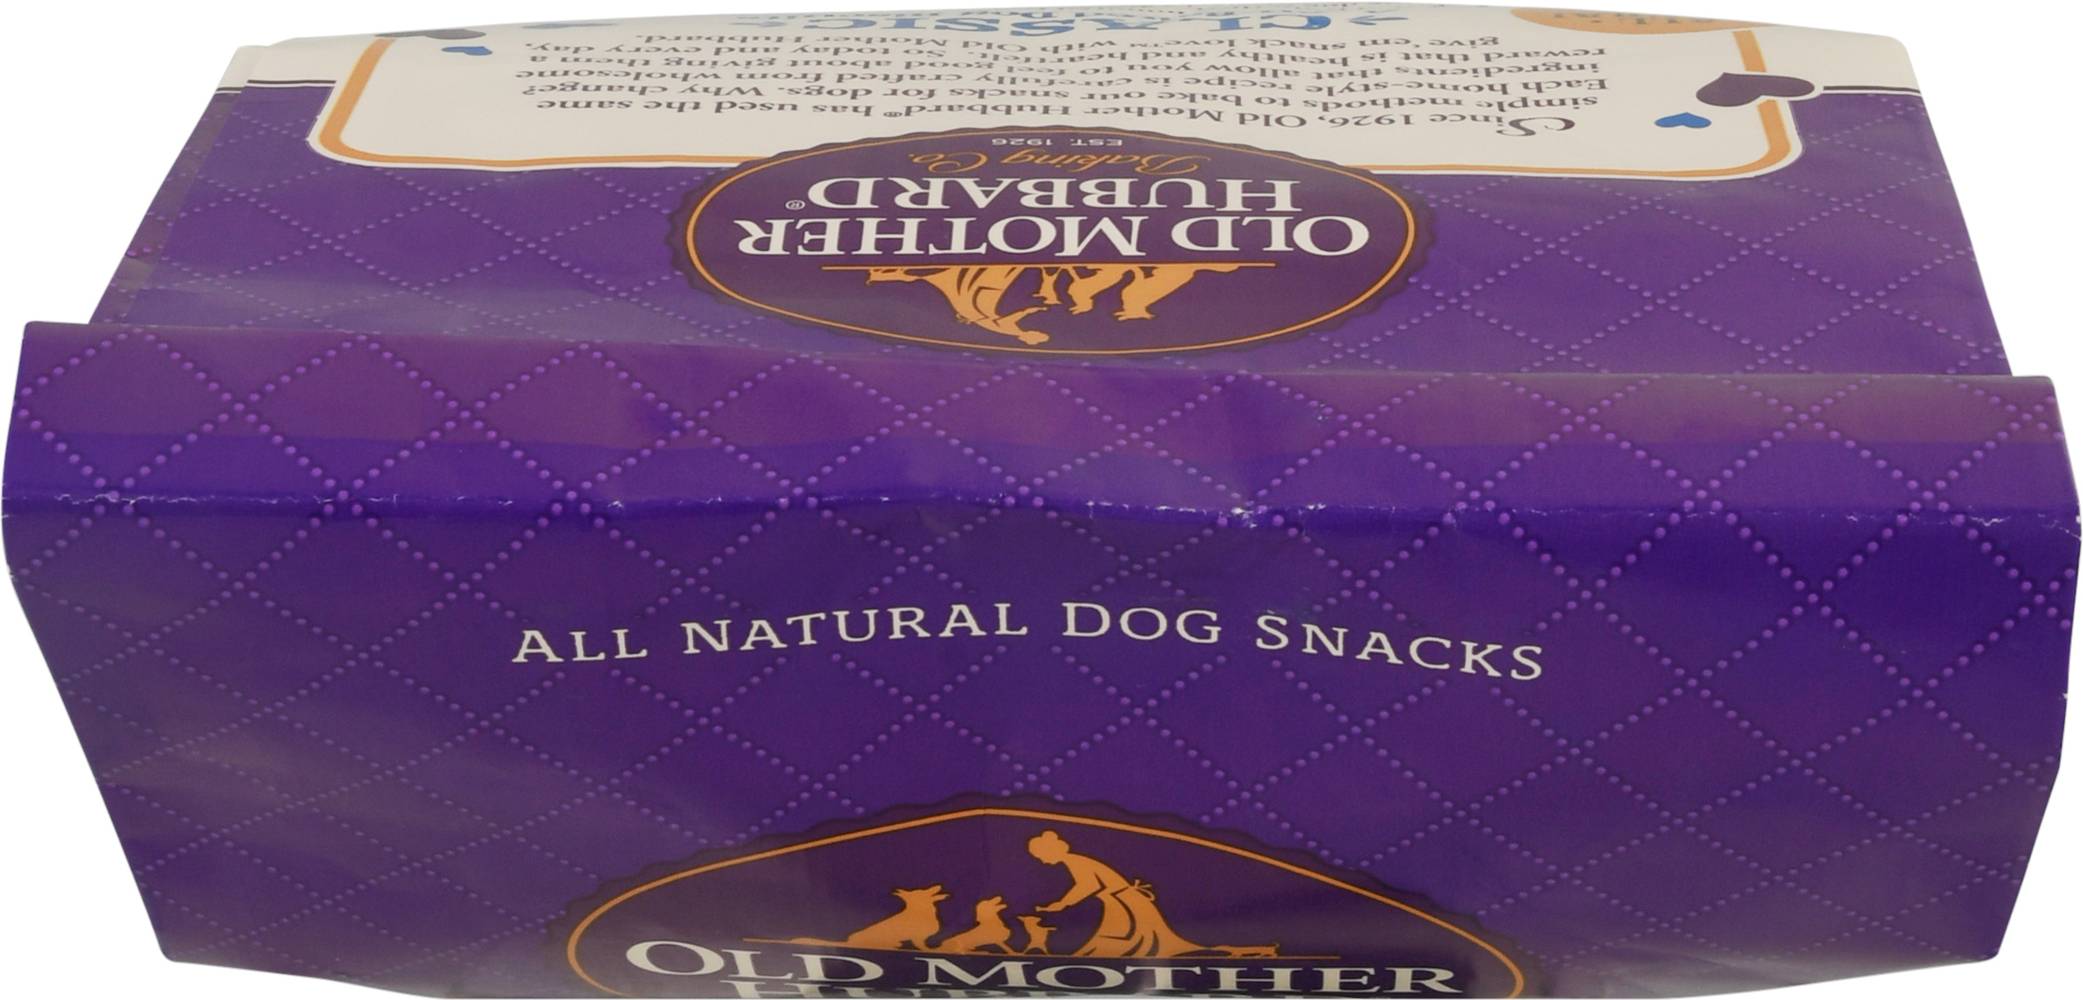 ALL NATURAL DOG SNACKS
OLD MOTHER
HUBBARD
OLD MOTHER
HUBBARD®
Baking Co.
EST. 1926
Since 1926, Old Mother Hubbard® has used the same
simple methods to bake our snacks for dogs. Why change?
Each home-style recipe is carefully crafted from wholesome
ingredients that allow you to feel good about giving them a
reward that is healthy and heartfelt. So today and every day,
give 'em snack love™ with Old Mother Hubbard.
CLASSIC